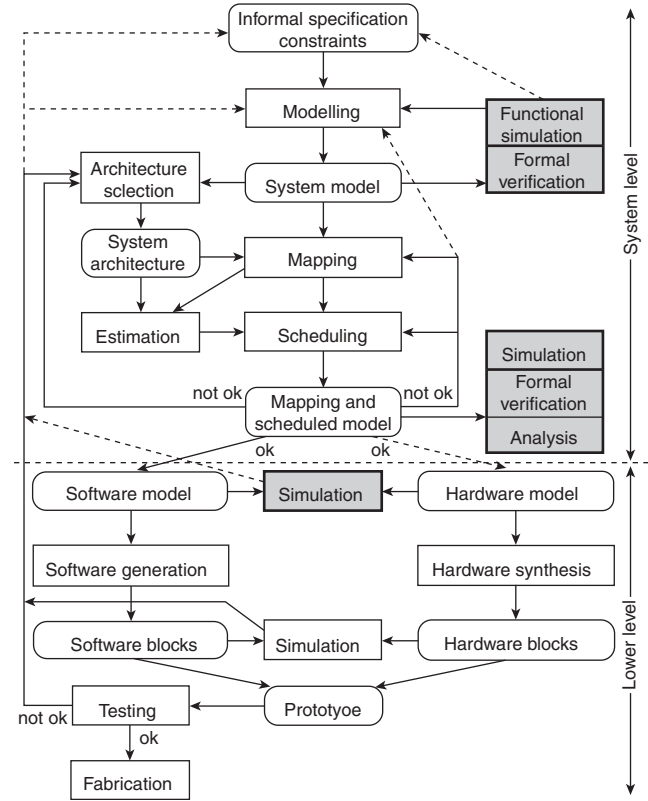 Informal specification
constraints
Modelling
Functional
simulation
Formal
verification
Architecture
sclection
System model
System
architecture
Mapping
Estimation
Scheduling
System level
Simulation
Formal
verification
Analysis
not ok
Mapping and
scheduled model
not ok
ok
ok
Software model
Simulation
Hardware model
Software generation
Hardware synthesis
Lower level
Software blocks
Simulation
Hardware blocks
not ok
Testing
Prototyoe
ok
Fabrication